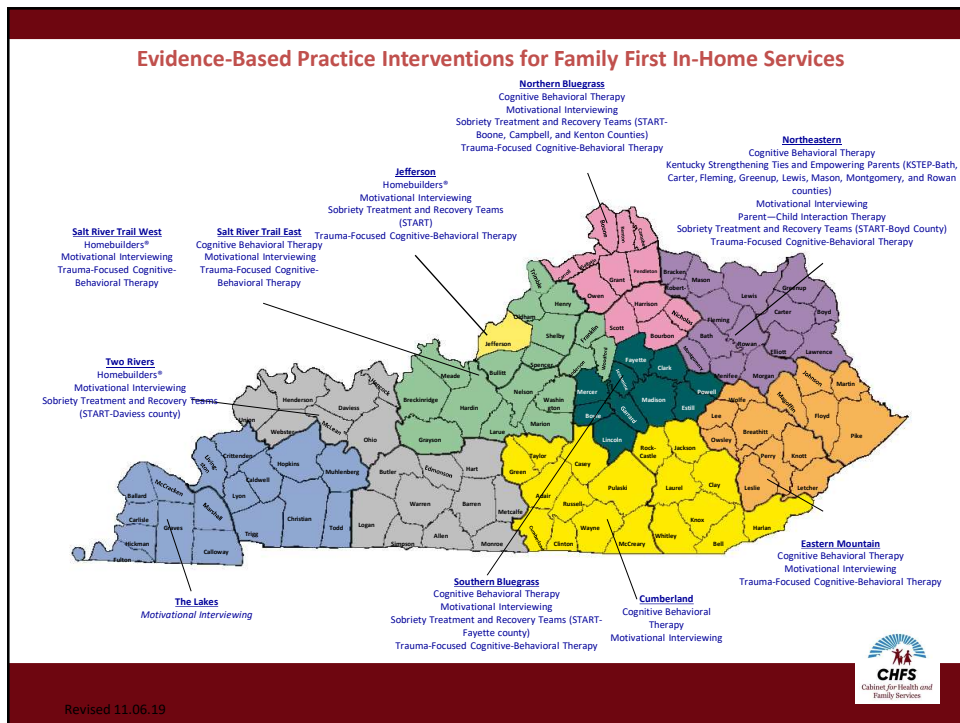 Evidence-Based Practice Interventions for Family First In-Home Services
Northern Bluegrass
Cognitive Behavioral Therapy
Motivational Interviewing
Sobriety Treatment and Recovery Teams (START-
Boone, Campbell, and Kenton Counties)
Trauma-Focused Cognitive-Behavioral Therapy
Northeastern
Cognitive Behavioral Therapy
Kentucky Strengthening Ties and Empowering Parents (KSTEP-Bath,
Carter, Fleming, Greenup, Lewis, Mason, Montgomery, and Rowan
counties)
Motivational Interviewing
Parent—Child Interaction Therapy
Sobriety Treatment and Recovery Teams (START-Boyd County)
Trauma-Focused Cognitive-Behavioral Therapy
Jefferson
Homebuilders®
Motivational Interviewing
Sobriety Treatment and Recovery Teams
(START)
Trauma-Focused Cognitive-Behavioral Therapy
Salt River Trail West
Homebuilders®
Motivational Interviewing
Trauma-Focused Cognitive-
Behavioral Therapy
Salt River Trail East
Cognitive Behavioral Therapy
Motivational Interviewing
Trauma-Focused Cognitive-
Behavioral Therapy
Two Rivers
Homebuilders®
Motivational Interviewing
Sobriety Treatment and Recovery Teams
(START-Daviess county)
Boone
Grant
Pendleton
Owen
Harrison
Nicholas
Scott
Bourbon
Bracken
Mason
Robert-
Lewis
Greenup
Fleming
Carter
Boyd
Bath
Rowan
Elliott
Lawrence
Montgomery
Menifee
Morgan
Trimble
Henry
Oldham
Shelby
Franklin
Jefferson
Bullitt
Spencer
Woodford
Meade
Nelson
Breckinridge
Hardin
Washin
gton
Marion
Larue
Grayson
Fayette
Clark
Mercer
Madison
Powell
Estill
Garrard
Lincoln
Hancock
Henderson
Daviess
Union
Webster
McLean
Ohio
Butler
Edmonson
Hart
Warren
Barren
Metcalfe
Logan
Simpson
Allen
Monroe
Crittenden
Living-
ston
Hopkins
Caldwell
Muhlenberg
Lyon
McCracken
Ballard
Marshall
Carlisle
Graves
Christian
Trigg
Todd
Hickman
Fulton
Calloway
Taylor
Green
Casey
Rock-
Castle
Jackson
Adair
Russell
Pulaski
Laurel
Clay
Cumberland
Clinton
Wayne
McCreary
Whitley
Knox
Bell
Harlan
Wolfe
Lee
Owsley
Breathitt
Magoffin
Johnson
Martin
Floyd
Pike
Perry
Knott
Leslie
Letcher
The Lakes
Motivational Interviewing
Southern Bluegrass
Cognitive Behavioral Therapy
Motivational Interviewing
Sobriety Treatment and Recovery Teams (START-
Fayette county)
Trauma-Focused Cognitive-Behavioral Therapy
Cumberland
Cognitive Behavioral
Therapy
Motivational Interviewing
Eastern Mountain
Cognitive Behavioral Therapy
Motivational Interviewing
Trauma-Focused Cognitive-Behavioral Therapy
CHFS
Cabinet for Health and
Family Services
Revised 11.06.19